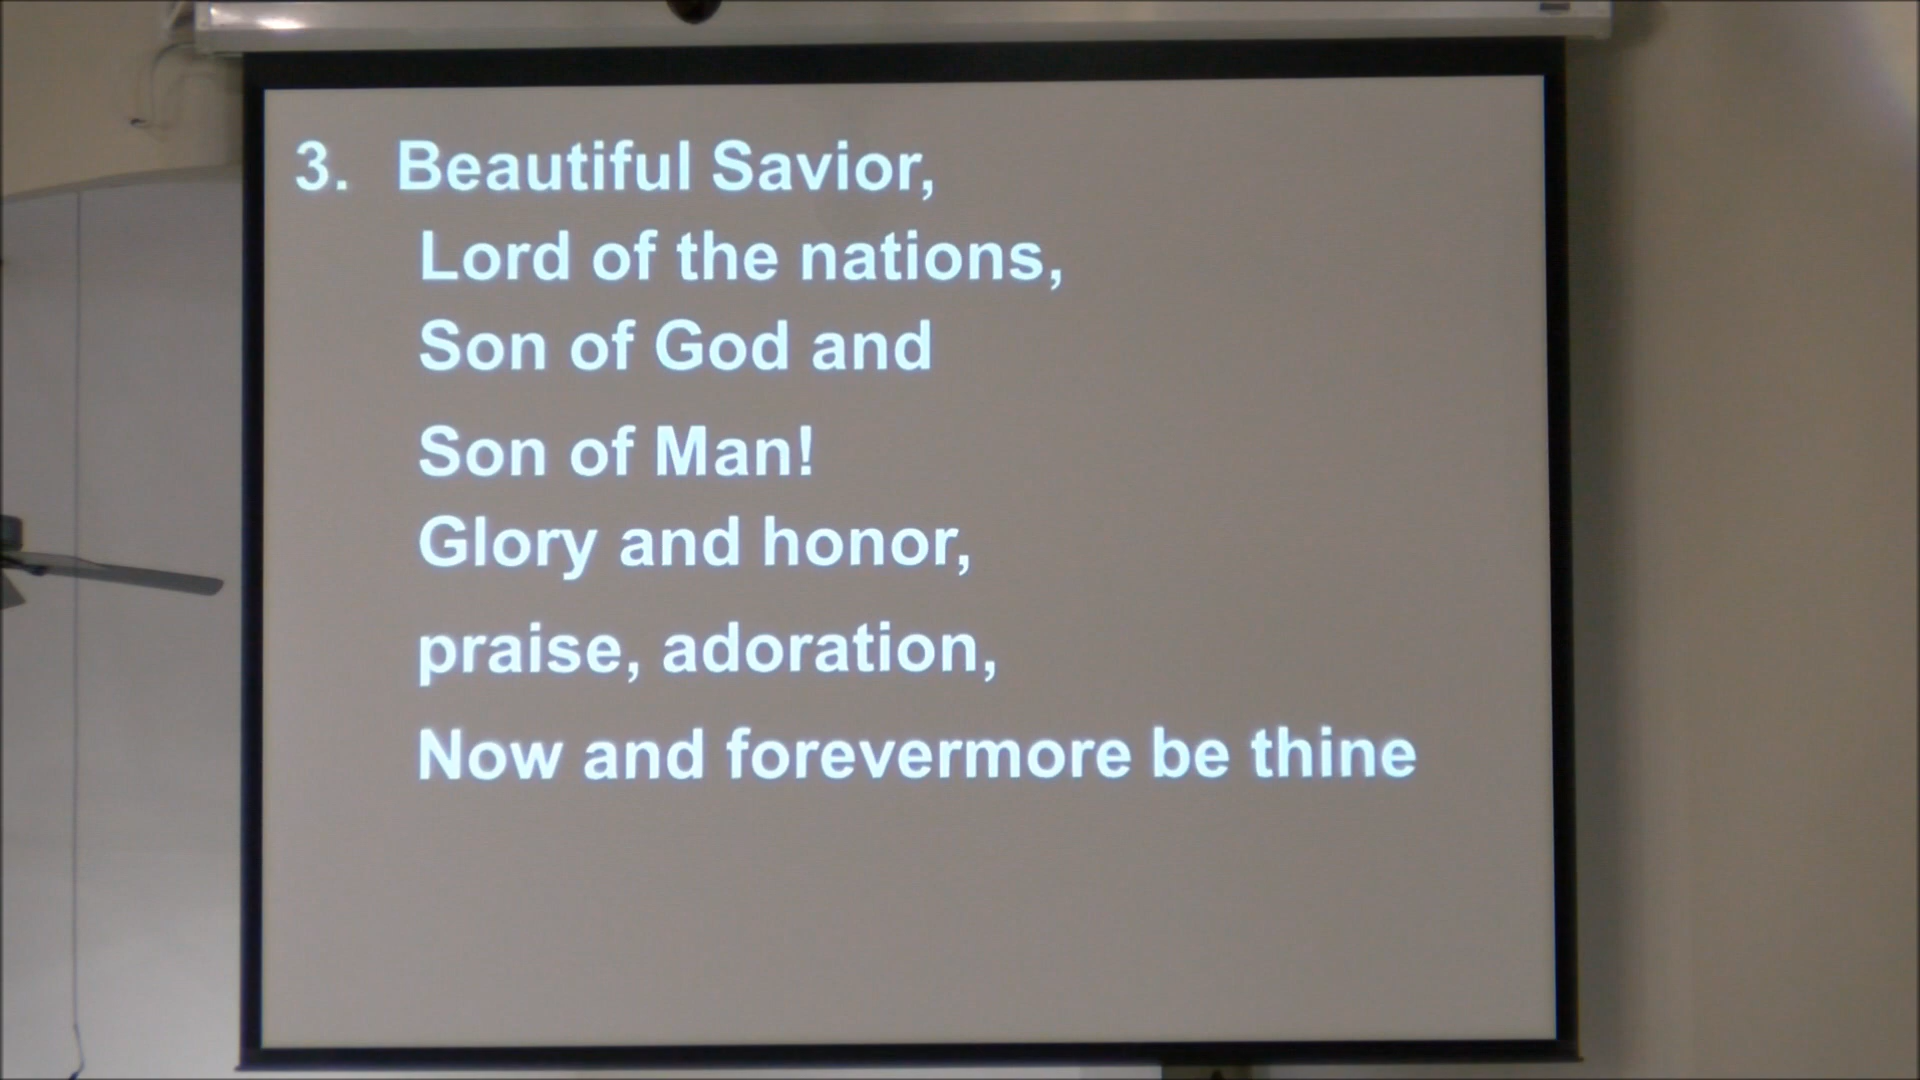 3. Beautiful Savior,
Lord of the nations,
Son of God and
Son of Man!
Glory and honor,
praise, adoration,
Now and forevermore be thine